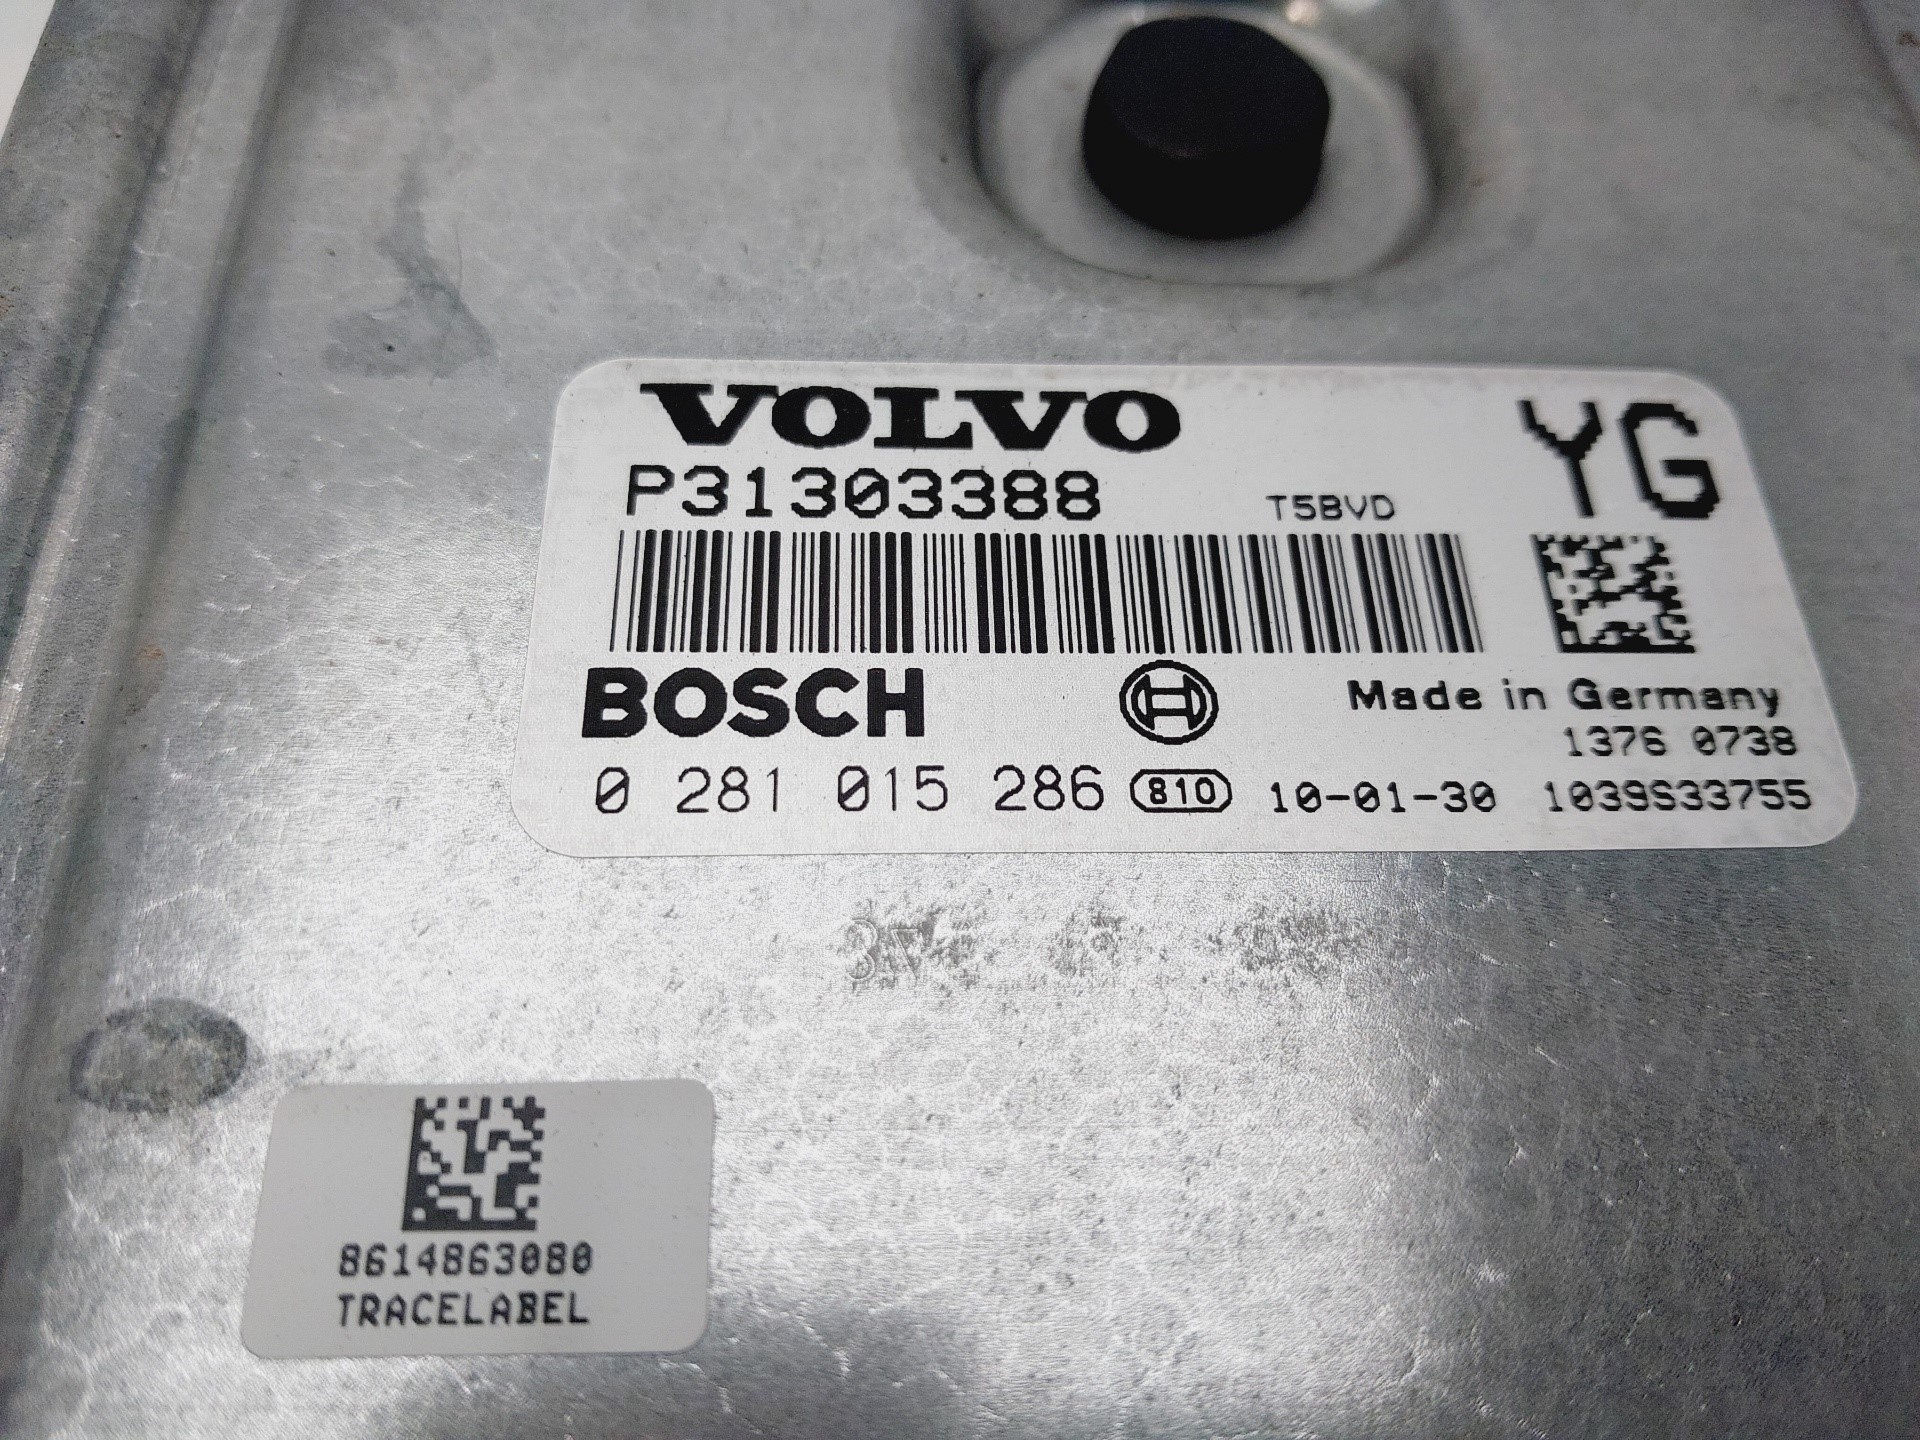 VOLVO YG
P31303388 T5BVD
BOSCH Made in Germany
1376 0738
0 281 015 286 810 10-01-30 1039S33755
8614863080
TRACELABEL